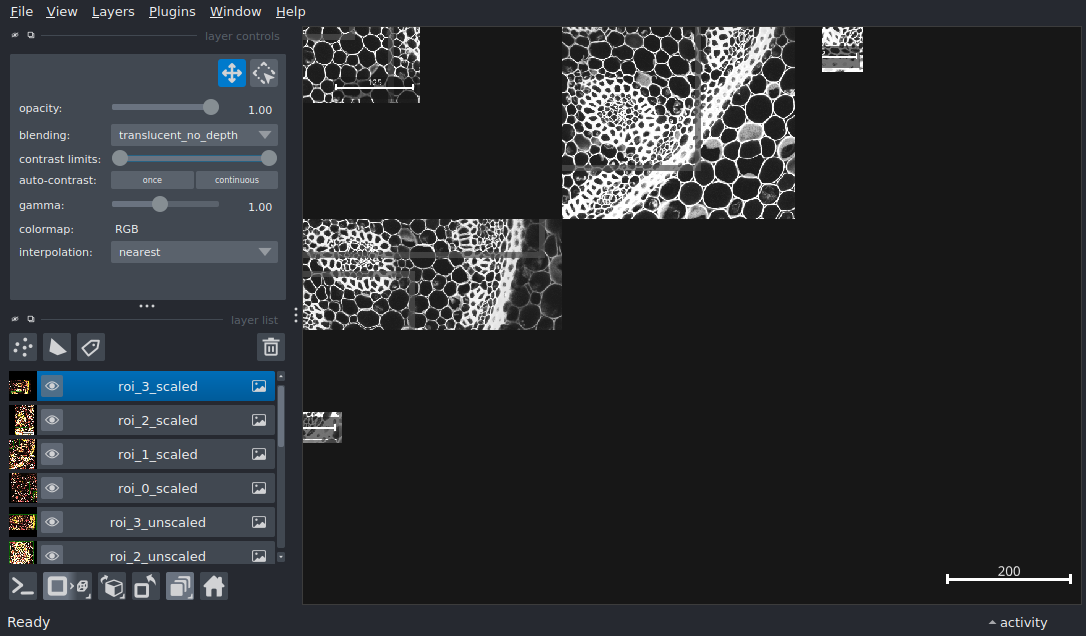 File View Layers Plugins Window Help
layer controls
opacity: 1.00
blending: translucent_no_depth
contrast limits:
auto-contrast: once continuous
gamma: 1.00
colormap: RGB
interpolation: nearest
layer list
roi_3_scaled
roi_2_scaled
roi_1_scaled
roi_0_scaled
roi_3_unscaled
roi_2_unscaled
125
200
Ready
activity